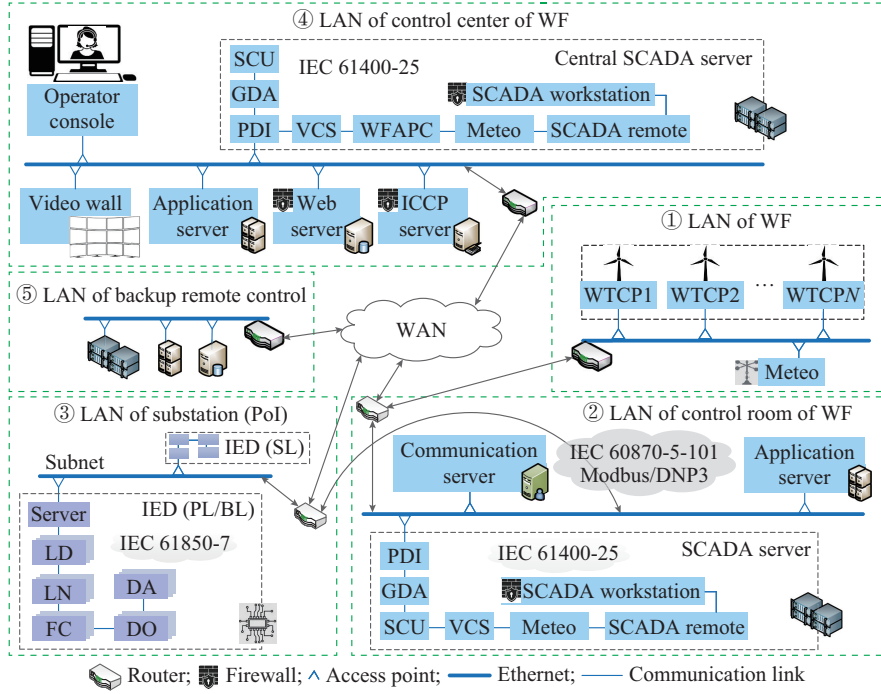 ④ LAN of control center of WF
Operator
console
SCU
IEC 61400-25
Central SCADA server
GDA
SCADA workstation
PDI
VCS
WFAPC
Meteo
SCADA remote
Video wall
Application
server
Web
server
ICCP
server
① LAN of WF
WTCP1
WTCP2
...
WTCPN
Meteo
⑤ LAN of backup remote control
WAN
③ LAN of substation (PoI)
IED (SL)
Subnet
Server
IED (PL/BL)
LD
IEC 61850-7
LN
DA
FC
DO
② LAN of control room of WF
Communication
server
IEC 60870-5-101
Modbus/DNP3
Application
server
PDI
IEC 61400-25
SCADA server
GDA
SCADA workstation
SCU
VCS
Meteo
SCADA remote
Router; Firewall; Access point; Ethernet; Communication link